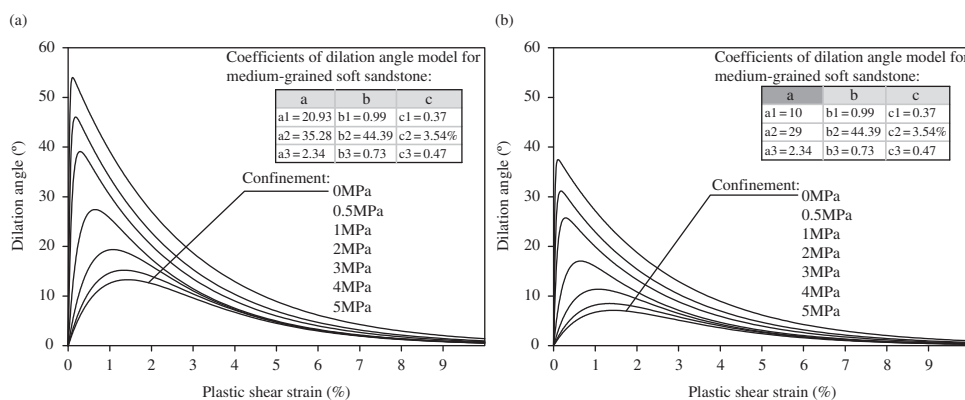 (a)
60
50
40
30
20
10
0
Dilation angle (º)
Coefficients of dilation angle model for
medium-grained soft sandstone:
a b c
a1=20.93 b1=0.99 c1=0.37
a2=35.28 b2=44.39 c2=3.54%
a3=2.34 b3=0.73 c3=0.47
Confinement:
0MPa
0.5MPa
1MPa
2MPa
3MPa
4MPa
5MPa
0 1 2 3 4 5 6 7 8 9
Plastic shear strain (%)
(b)
60
50
40
30
20
10
0
Dilation angle (º)
Coefficients of dilation angle model for
medium-grained soft sandstone:
a b c
a1=10 b1=0.99 c1=0.37
a2=29 b2=44.39 c2=3.54%
a3=2.34 b3=0.73 c3=0.47
Confinement:
0MPa
0.5MPa
1MPa
2MPa
3MPa
4MPa
5MPa
0 1 2 3 4 5 6 7 8 9
Plastic shear strain (%)